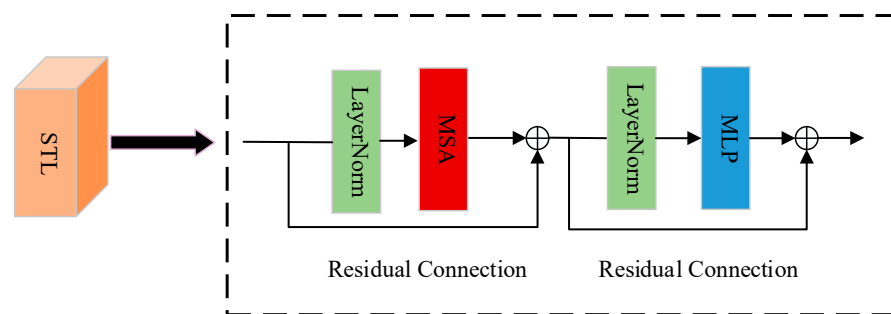 STL
LayerNorm
MSA
LayerNorm
MLP
Residual Connection
Residual Connection